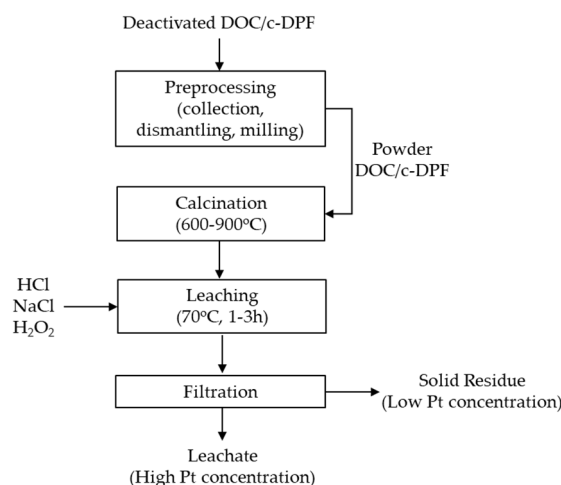 Deactivated DOC/c-DPF
Preprocessing
(collection,
dismantling, milling)
Powder
DOC/c-DPF
Calcination
(600-900°C)
HCl
NaCl
H₂O₂
Leaching
(70°C, 1-3h)
Filtration
Solid Residue
(Low Pt concentration)
Leachate
(High Pt concentration)